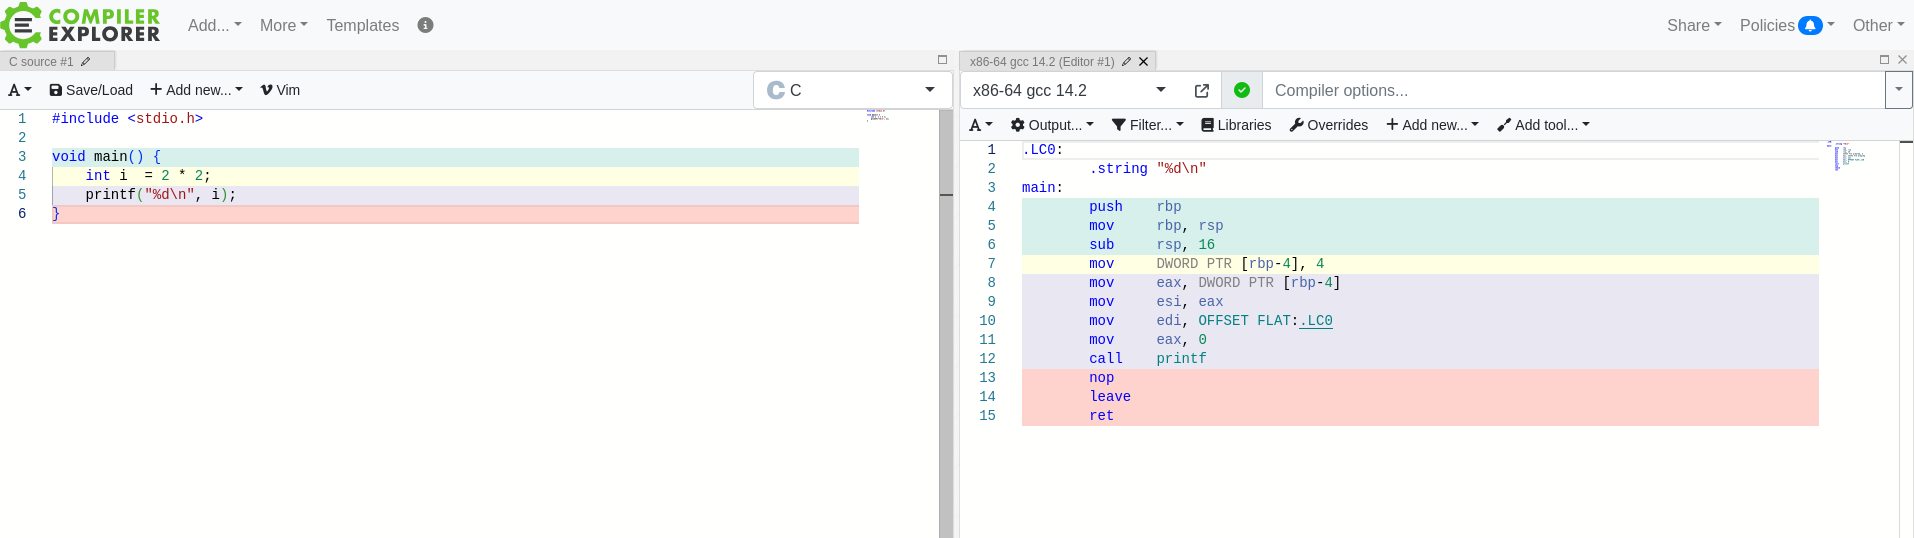 COMPILER
EXPLORER
Add...
More
Templates
Share
Policies
Other
C source #1
A
Save/Load
Add new...
Vim
C
1 #include <stdio.h>
2
3 void main() {
4     int i  = 2 * 2;
5     printf("%d\n", i);
6 }
x86-64 gcc 14.2 (Editor #1)
x86-64 gcc 14.2
Compiler options...
A
Output...
Filter...
Libraries
Overrides
Add new...
Add tool...
1 .LC0:
2         .string "%d\n"
3 main:
4         push    rbp
5         mov     rbp, rsp
6         sub     rsp, 16
7         mov     DWORD PTR [rbp-4], 4
8         mov     eax, DWORD PTR [rbp-4]
9         mov     esi, eax
10         mov     edi, OFFSET FLAT:.LC0
11         mov     eax, 0
12         call    printf
13         nop
14         leave
15         ret